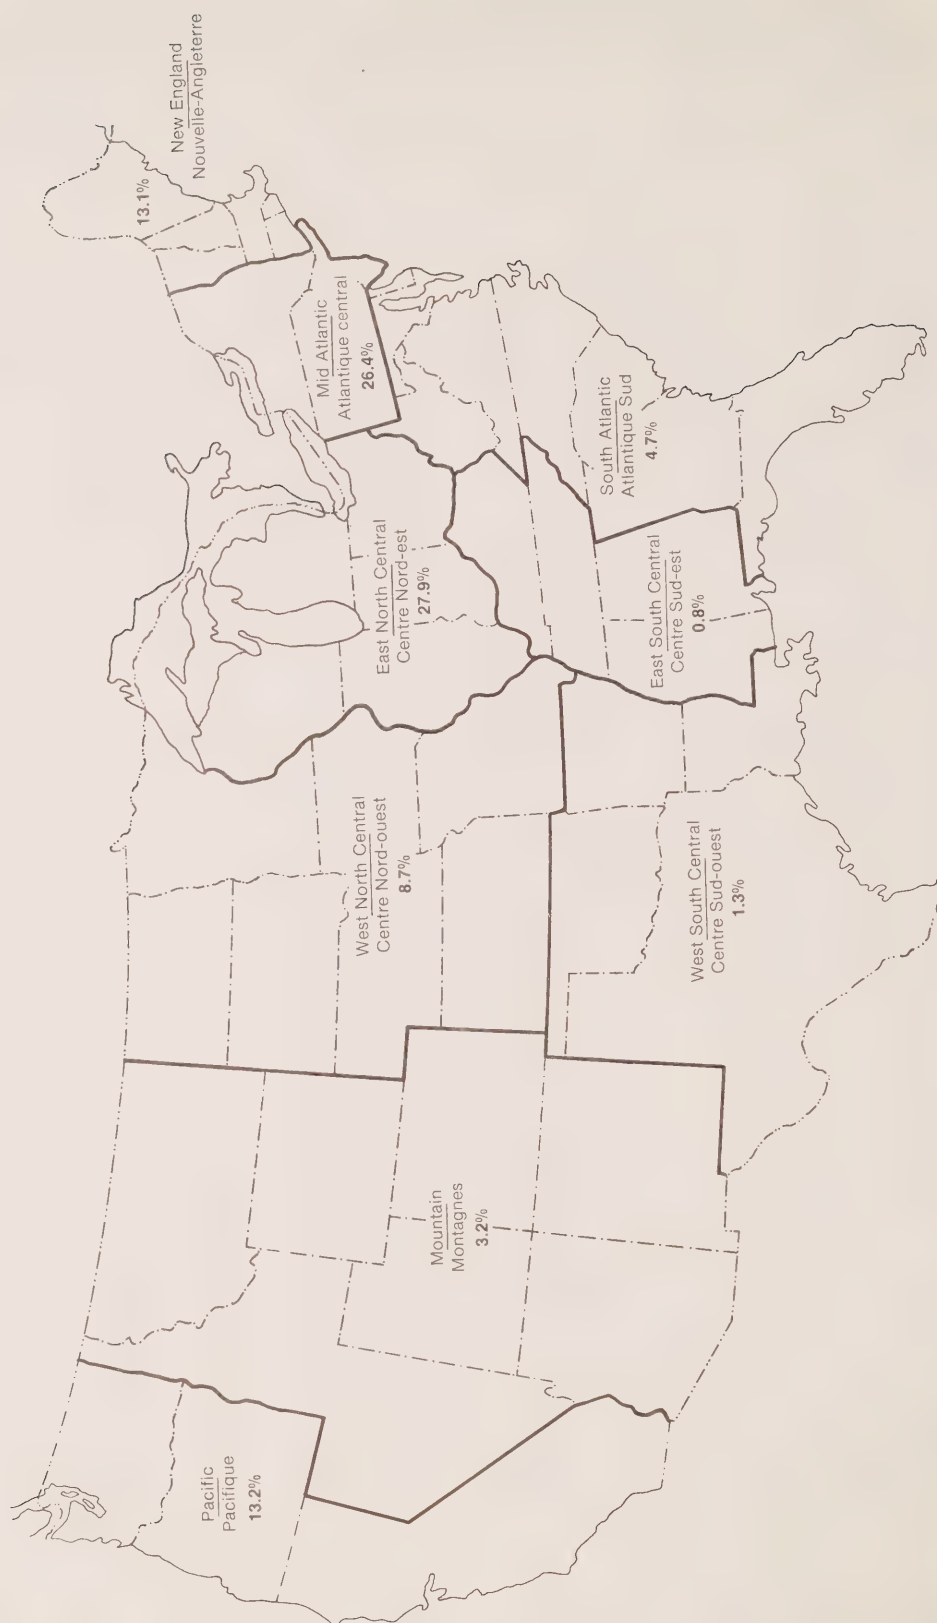 New England
Nouvelle-Angleterre
13.1%
Mid Atlantic
Atlantique central
26.4%
East North Central
Centre Nord-est
27.9%
South Atlantic
Atlantique Sud
4.7%
East South Central
Centre Sud-est
0.8%
West North Central
Centre Nord-ouest
8.7%
West South Central
Centre Sud-ouest
1.3%
Mountain
Montagnes
3.2%
Pacific
Pacifique
13.2%